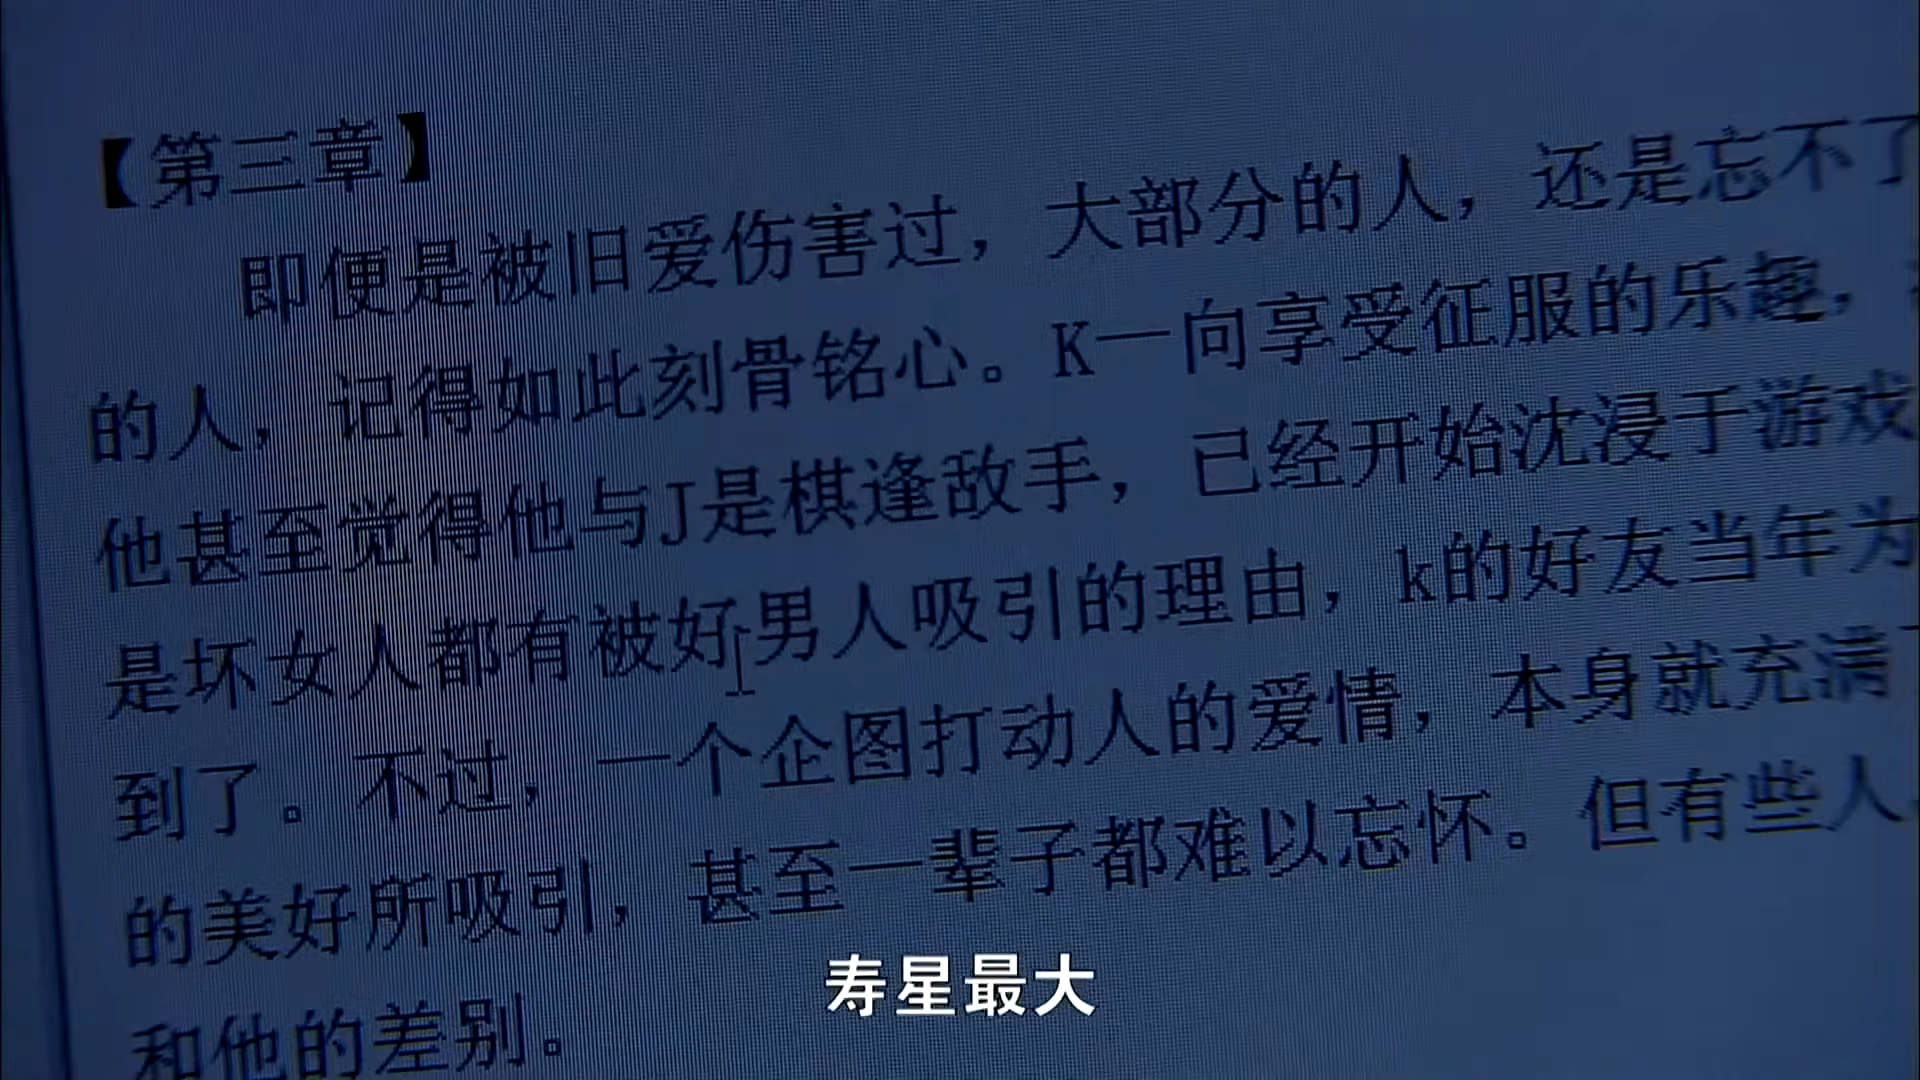 【第三章】
即便是被旧爱伤害过，大部分的人，还是忘不了
的人，记得如此刻骨铭心。K一向享受征服的乐趣，
他甚至觉得他与J是棋逢敌手，已经开始沈浸于游戏
是坏女人都有被好男人吸引的理由，k的好友当年为
到了。不过，一个企图打动人的爱情，本身就充满
的美好所吸引，甚至一辈子都难以忘怀。但有些人
和他的差别。
寿星最大